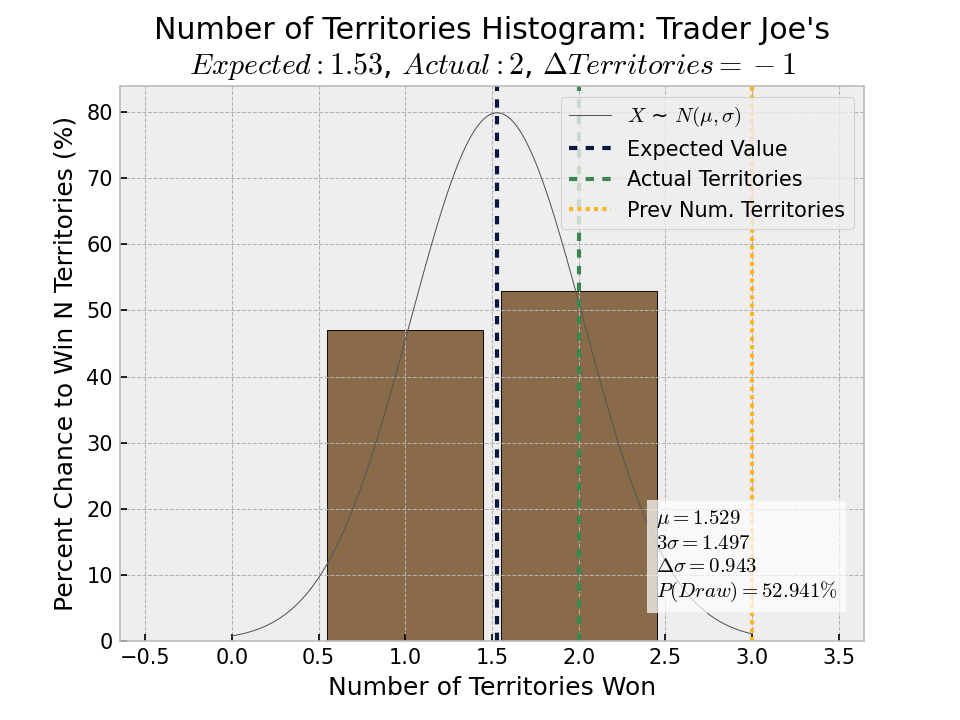 Number of Territories Histogram: Trader Joe's
Expected : 1.53, Actual : 2, ΔTerritories = − 1
Percent Chance to Win N Territories (%)
80
70
60
50
40
30
20
10
0
X ~ N(μ, σ)
Expected Value
Actual Territories
Prev Num. Territories
μ = 1.529
3σ = 1.497
Δσ = 0.943
P(Draw) = 52.941%
−0.5 0.0 0.5 1.0 1.5 2.0 2.5 3.0 3.5
Number of Territories Won